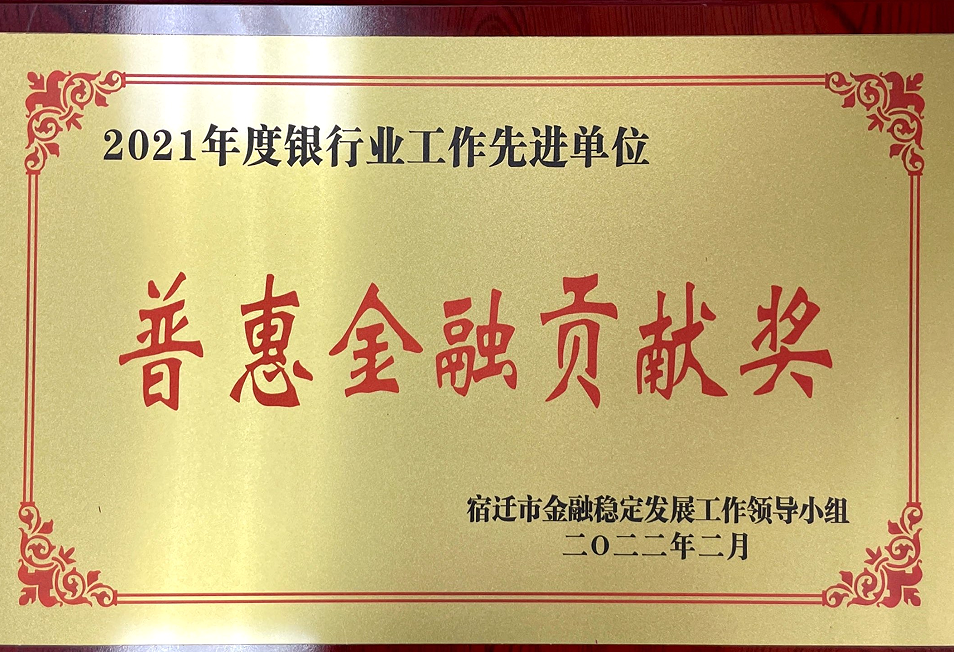 2021年度银行业工作先进单位
普惠金融贡献奖
宿迁市金融稳定发展工作领导小组
二〇二二年二月